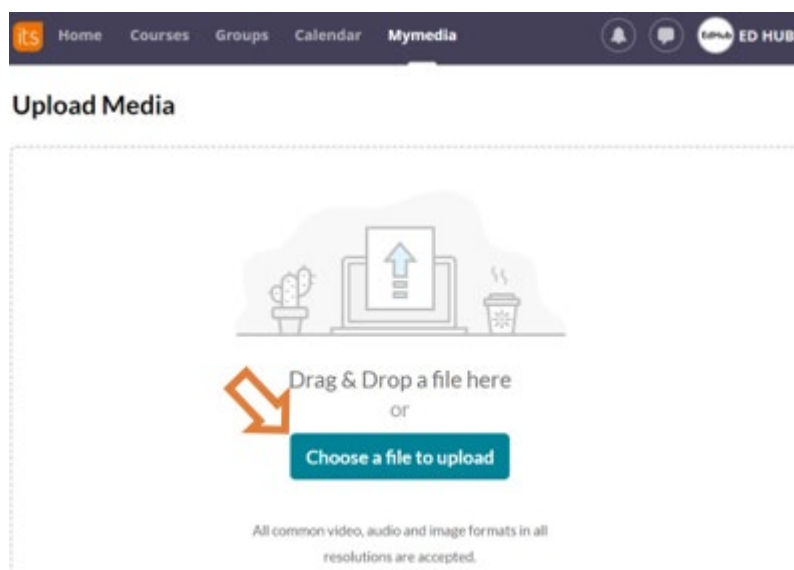 its Home Courses Groups Calendar Mymedia EdHub ED HUB
Upload Media
Drag & Drop a file here
or
Choose a file to upload
All common video, audio and image formats in all
resolutions are accepted.